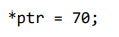 *ptr = 70;